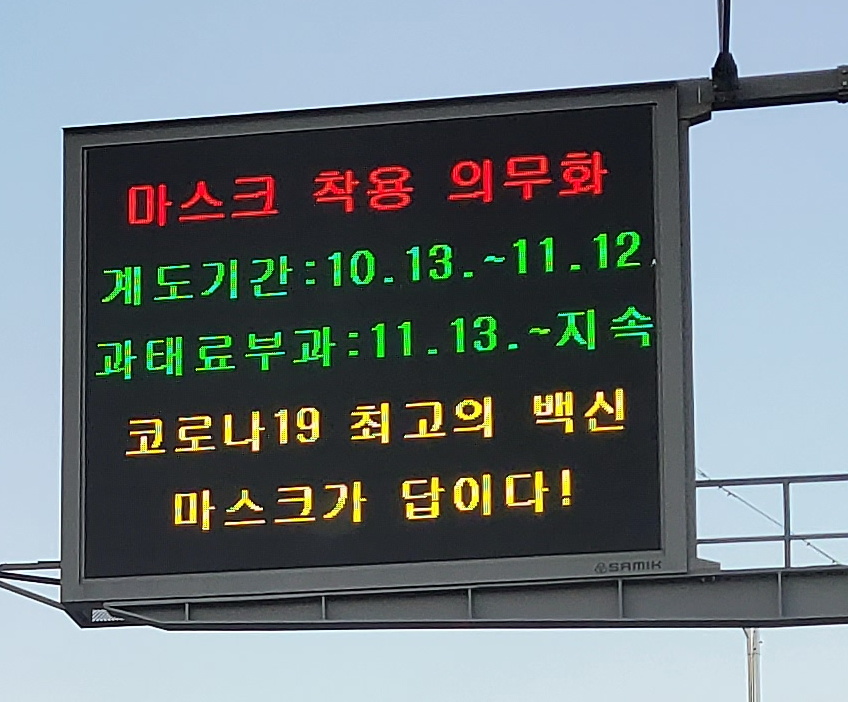 마스크 착용 의무화
계도기간:10.13.~11.12.
과태료부과:11.13.~지속
코로나19 최고의 백신
마스크가 답이다!
SAMIK